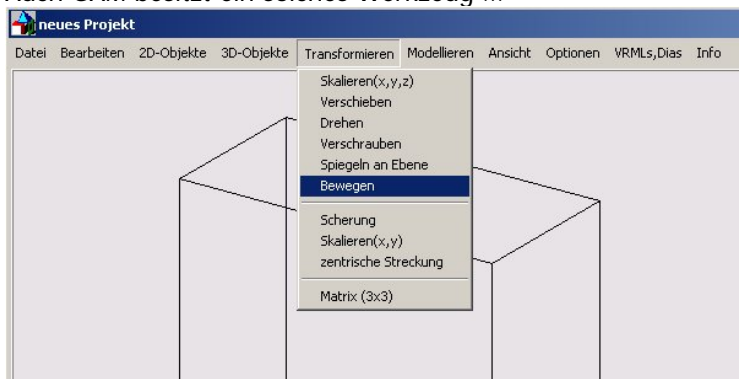 neues Projekt
Datei Bearbeiten 2D-Objekte 3D-Objekte Transformieren Modellieren Ansicht Optionen VRMLs,Dias Info
Skalieren(x,y,z)
Verschieben
Drehen
Verschrauben
Spiegeln an Ebene
Bewegen
Scherung
Skalieren(x,y)
zentrische Streckung
Matrix (3x3)